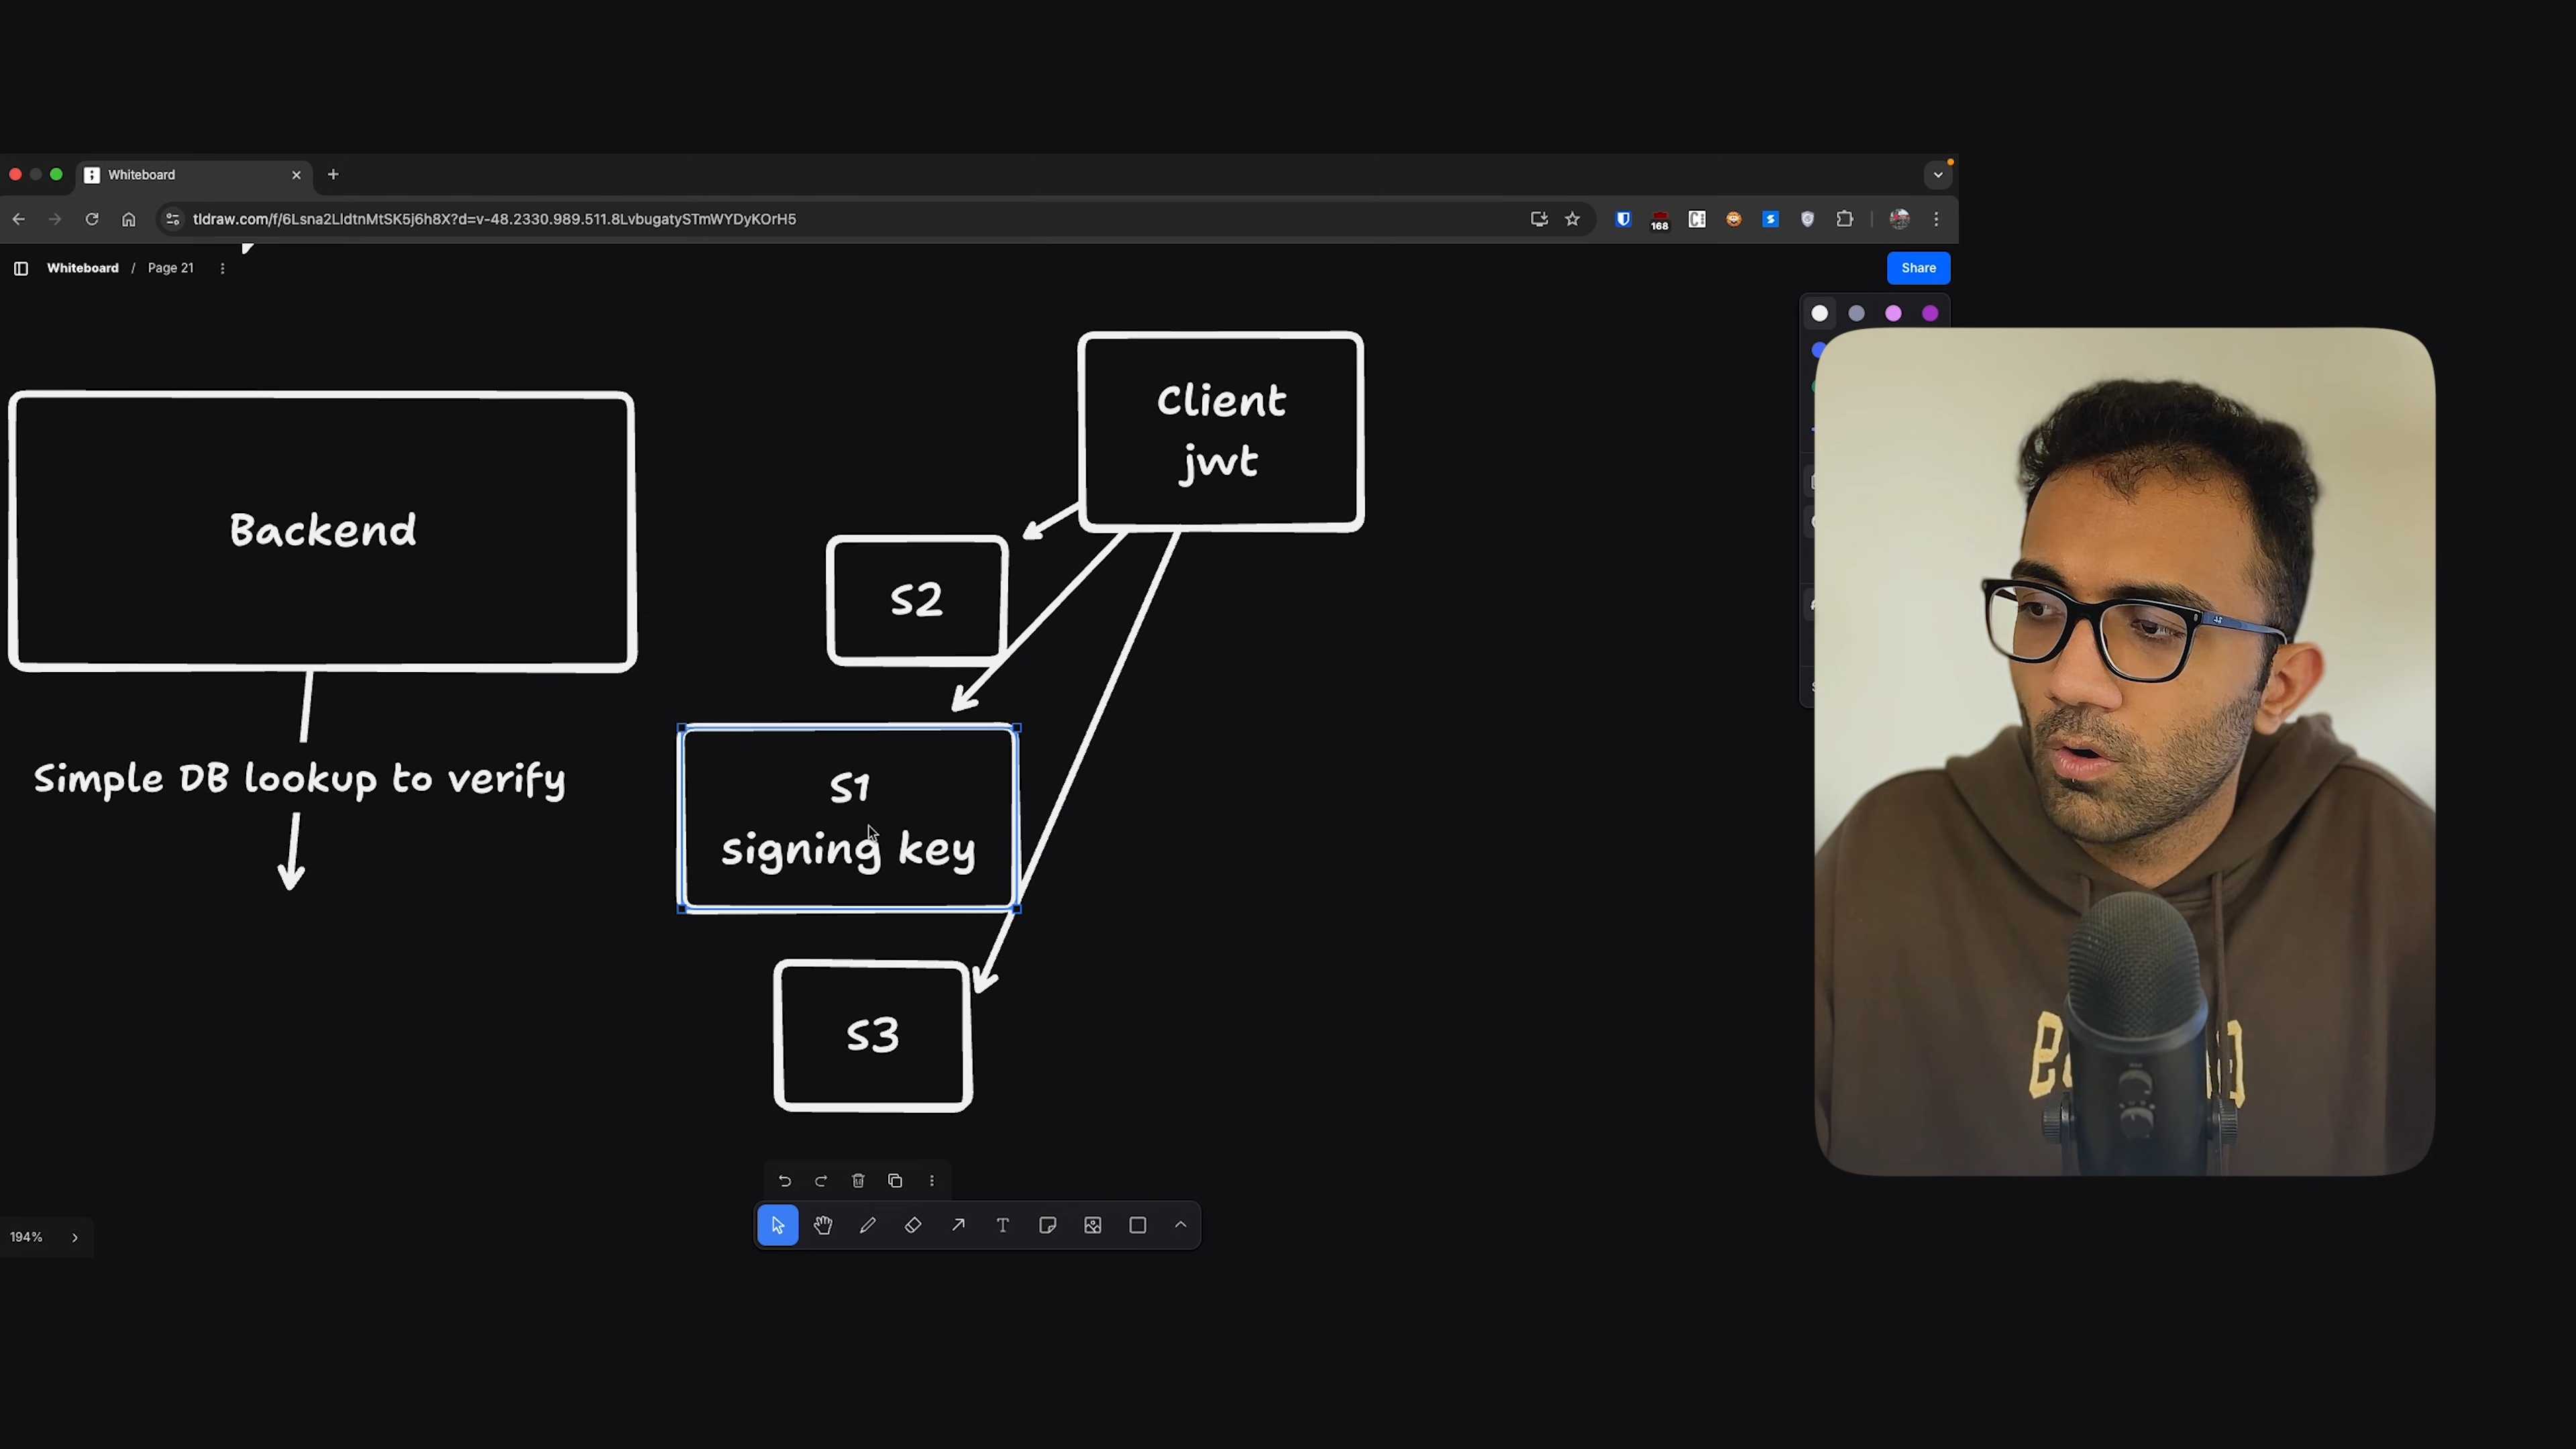 Whiteboard
tldraw.com/f/6Lsna2LldtnMtSK5j6h8X?d=v-48.2330.989.511.8LvbugatySTmWYDyKOrH5
168
Whiteboard / Page 21
Share
Client
jwt
Backend
S2
Simple DB lookup to verify
S1
signing key
S3
194%